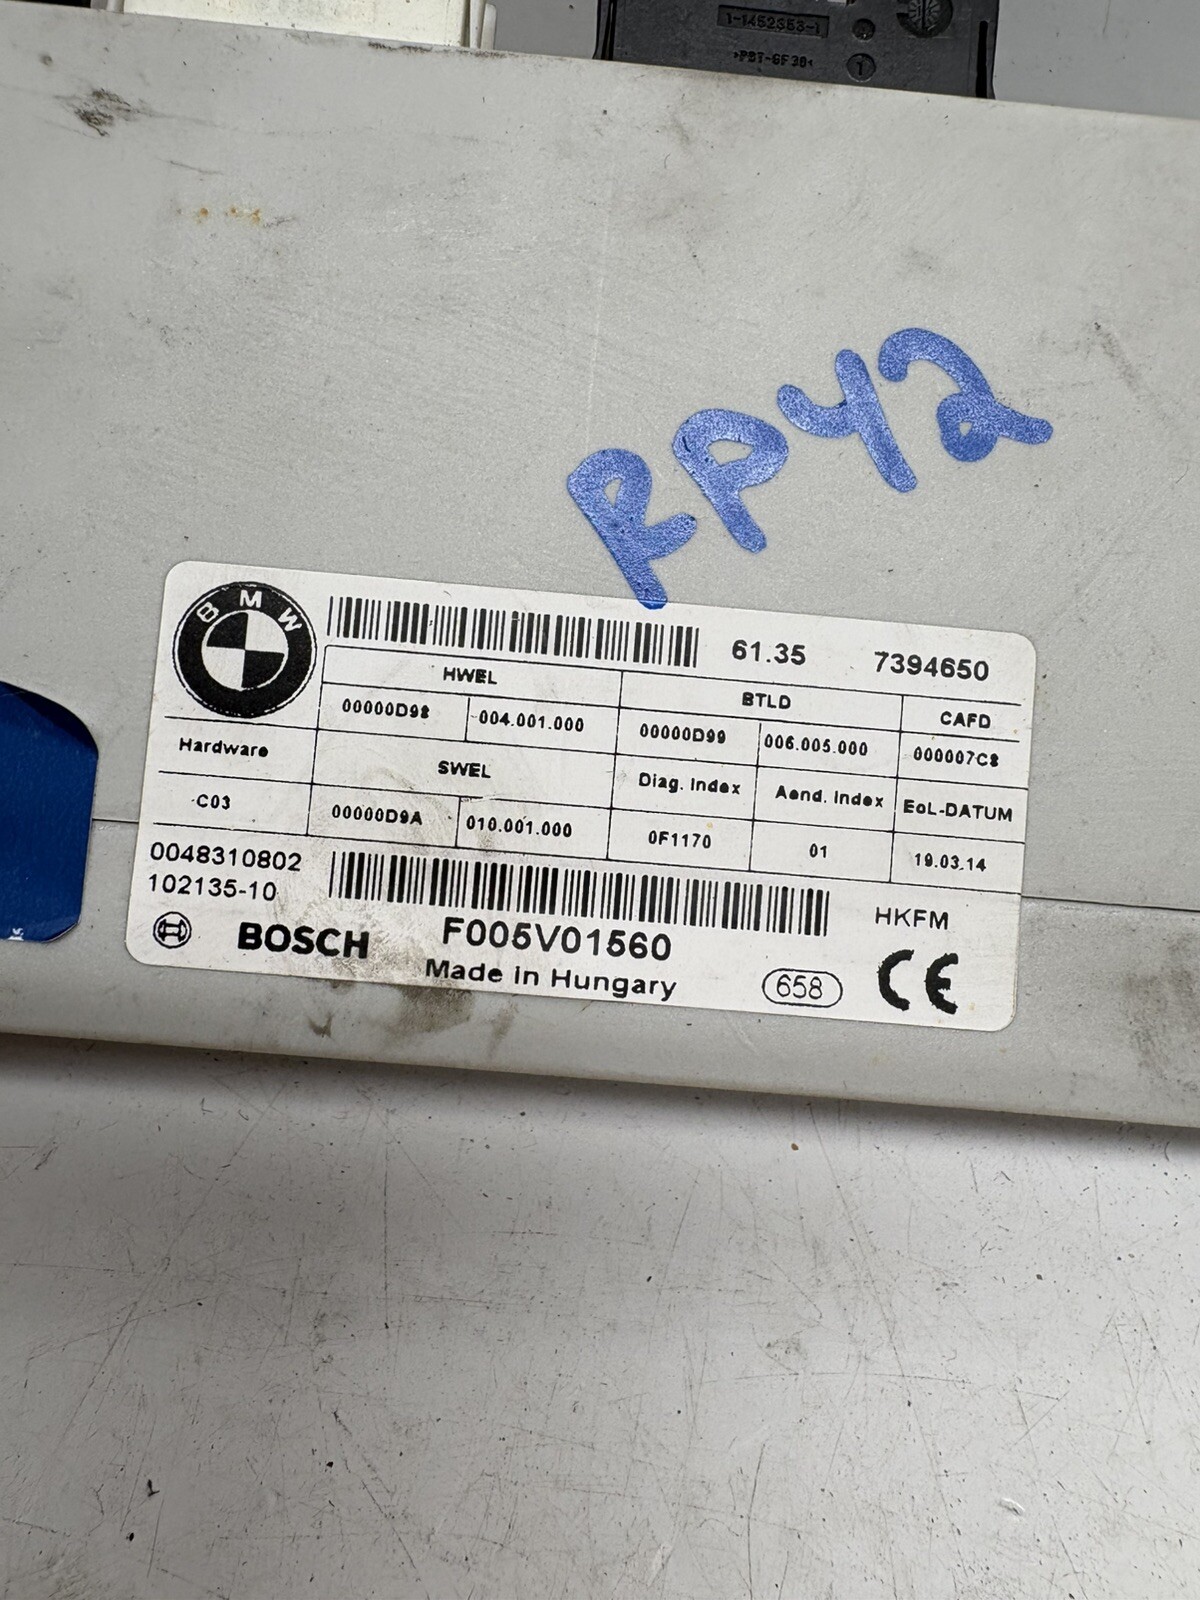 1-1452353-1
>PBT-GF30<
1
RP42
BMW
61.35 7394650
HWEL BTLD CAFD
00000D98 004.001.000 00000D99 006.005.000 000007C8
Hardware SWEL Diag. Index Aend. Index EoL-DATUM
C03 00000D9A 010.001.000 0F1170 01 19.03.14
0048310802
102135-10
HKFM
BOSCH F005V01560
Made in Hungary 658 CE